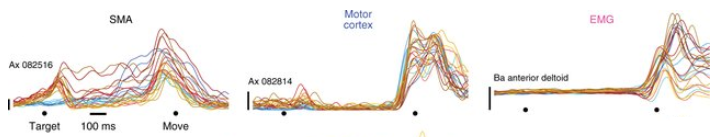 SMA
Ax 082516
Target
100 ms
Move
Motor
cortex
Ax 082814
EMG
Ba anterior deltoid